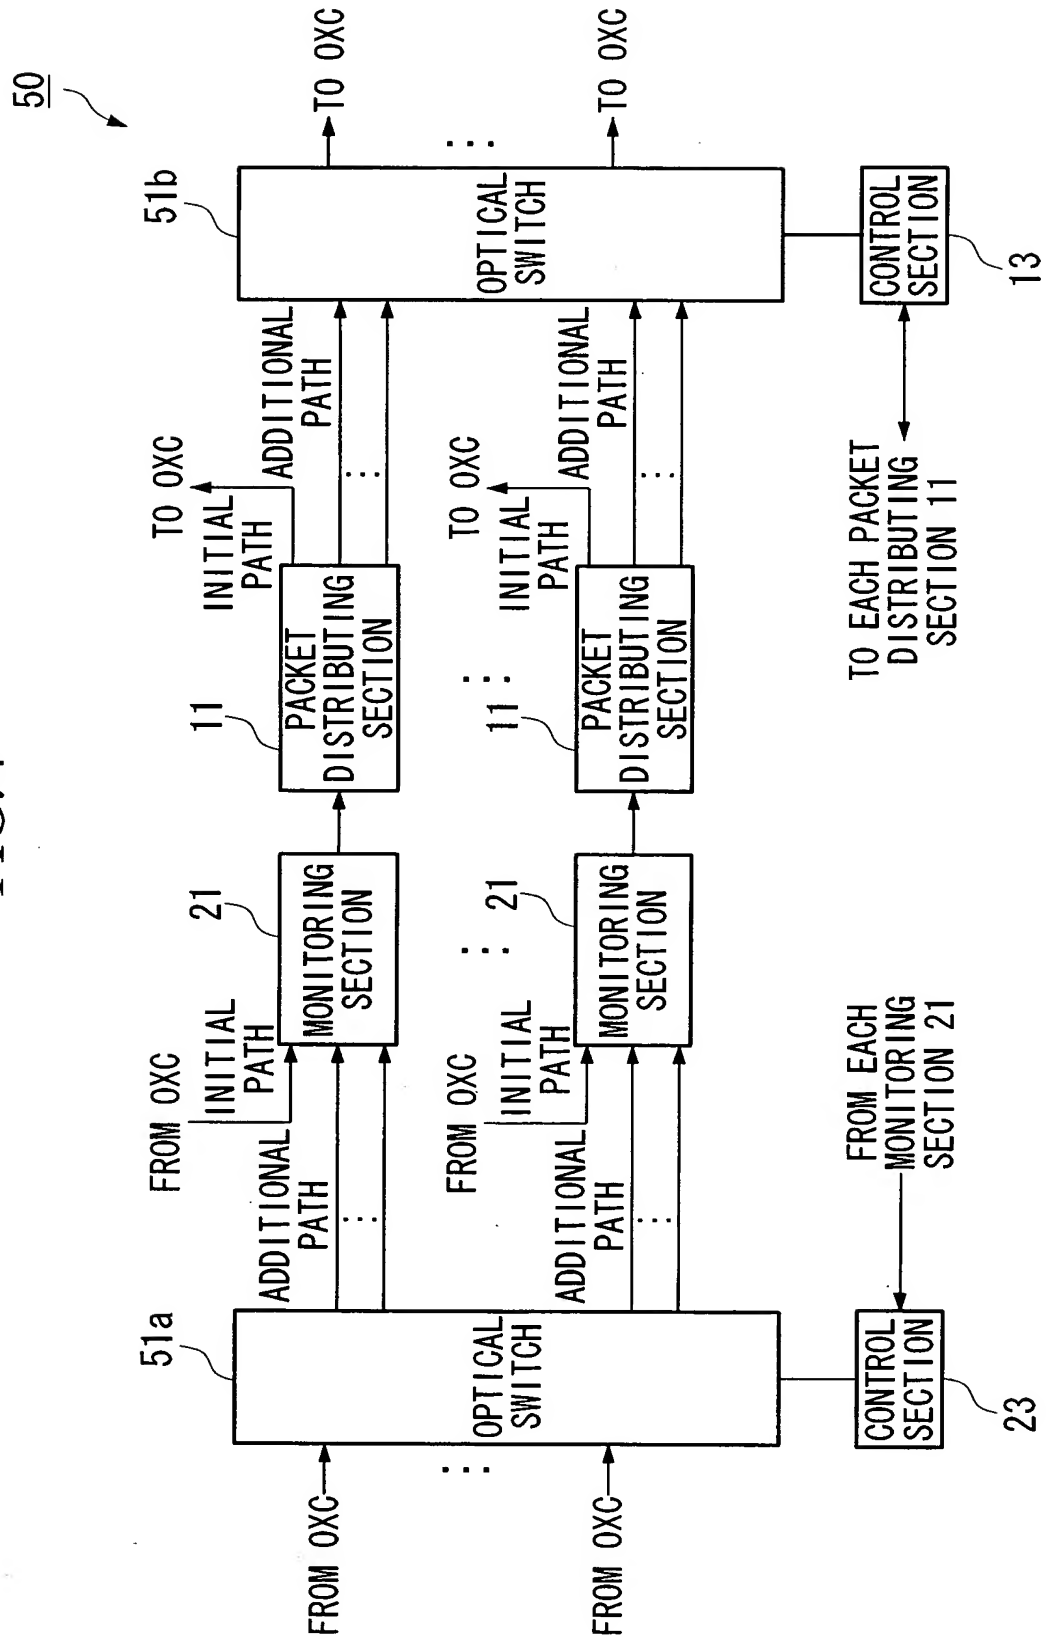 50
51a
51b
FROM OXC
FROM OXC
OPTICAL
SWITCH
ADDITIONAL
PATH
FROM OXC
INITIAL
PATH
21
MONITORING
SECTION
11
PACKET
DISTRIBUTING
SECTION
TO OXC
INITIAL
PATH
ADDITIONAL
PATH
ADDITIONAL
PATH
FROM OXC
INITIAL
PATH
21
MONITORING
SECTION
11
PACKET
DISTRIBUTING
SECTION
TO OXC
INITIAL
PATH
ADDITIONAL
PATH
OPTICAL
SWITCH
TO OXC
TO OXC
CONTROL
SECTION
23
FROM EACH
MONITORING
SECTION 21
TO EACH PACKET
DISTRIBUTING
SECTION 11
CONTROL
SECTION
13